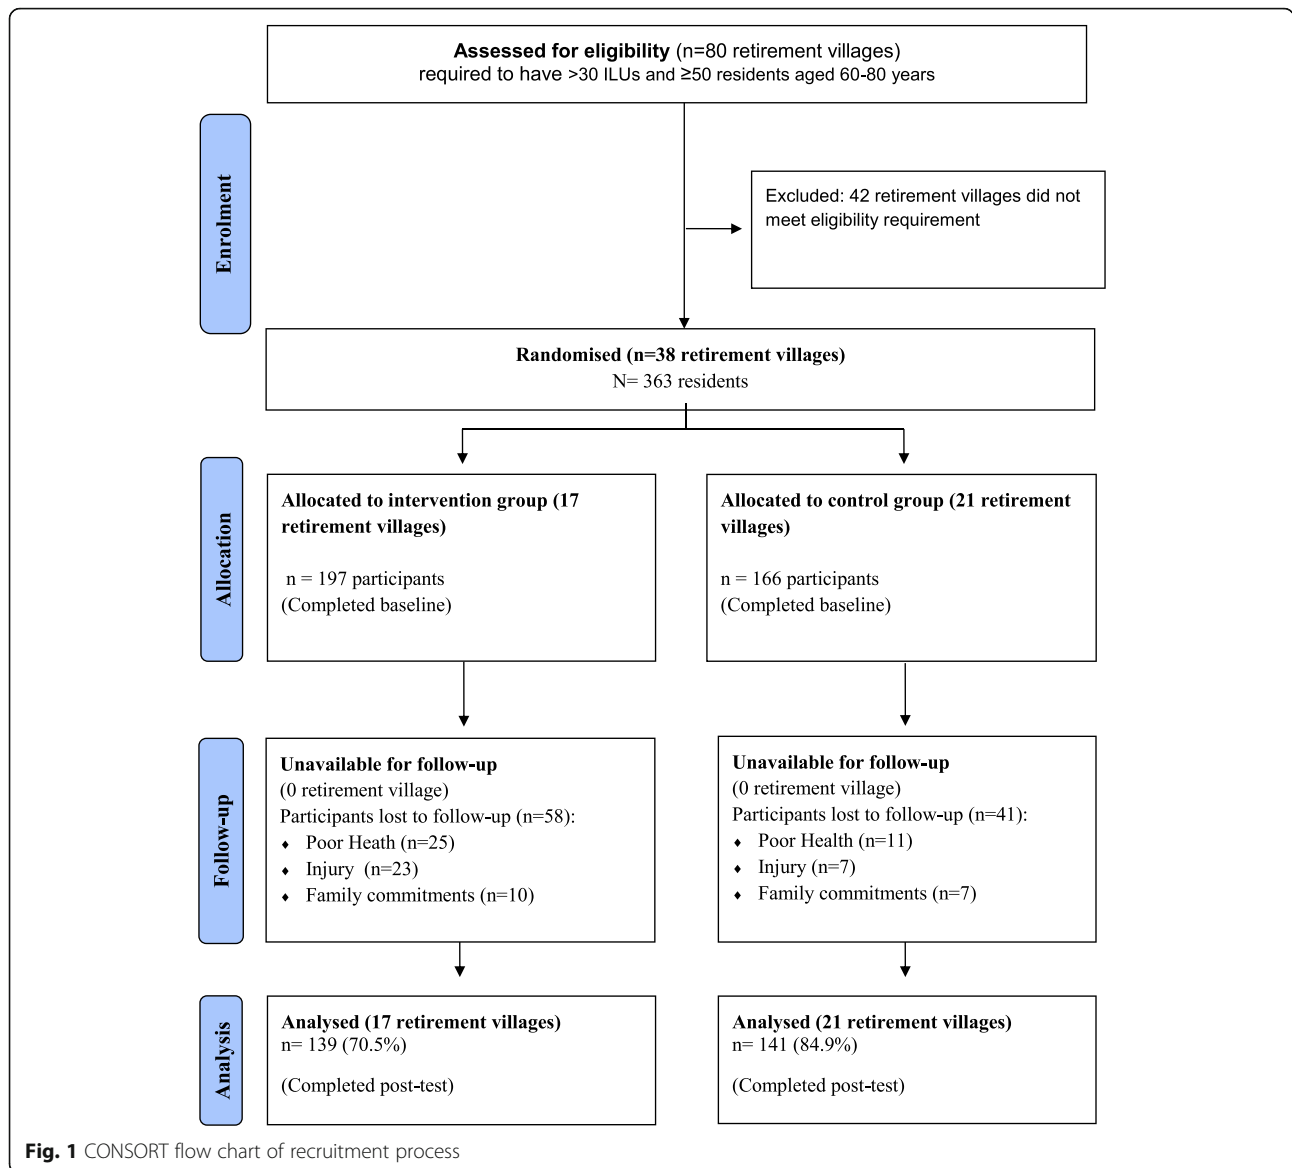 Assessed for eligibility (n=80 retirement villages)
required to have >30 ILUs and ≥50 residents aged 60-80 years
Enrolment
Excluded: 42 retirement villages did not
meet eligibility requirement
Randomised (n=38 retirement villages)
N= 363 residents
Allocation
Allocated to intervention group (17
retirement villages)
n = 197 participants
(Completed baseline)
Allocated to control group (21 retirement
villages)
n = 166 participants
(Completed baseline)
Follow-up
Unavailable for follow-up
(0 retirement village)
Participants lost to follow-up (n=58):
♦ Poor Heath (n=25)
♦ Injury (n=23)
♦ Family commitments (n=10)
Unavailable for follow-up
(0 retirement village)
Participants lost to follow-up (n=41):
♦ Poor Health (n=11)
♦ Injury (n=7)
♦ Family commitments (n=7)
Analysis
Analysed (17 retirement villages)
n= 139 (70.5%)
(Completed post-test)
Analysed (21 retirement villages)
n= 141 (84.9%)
(Completed post-test)
Fig. 1 CONSORT flow chart of recruitment process